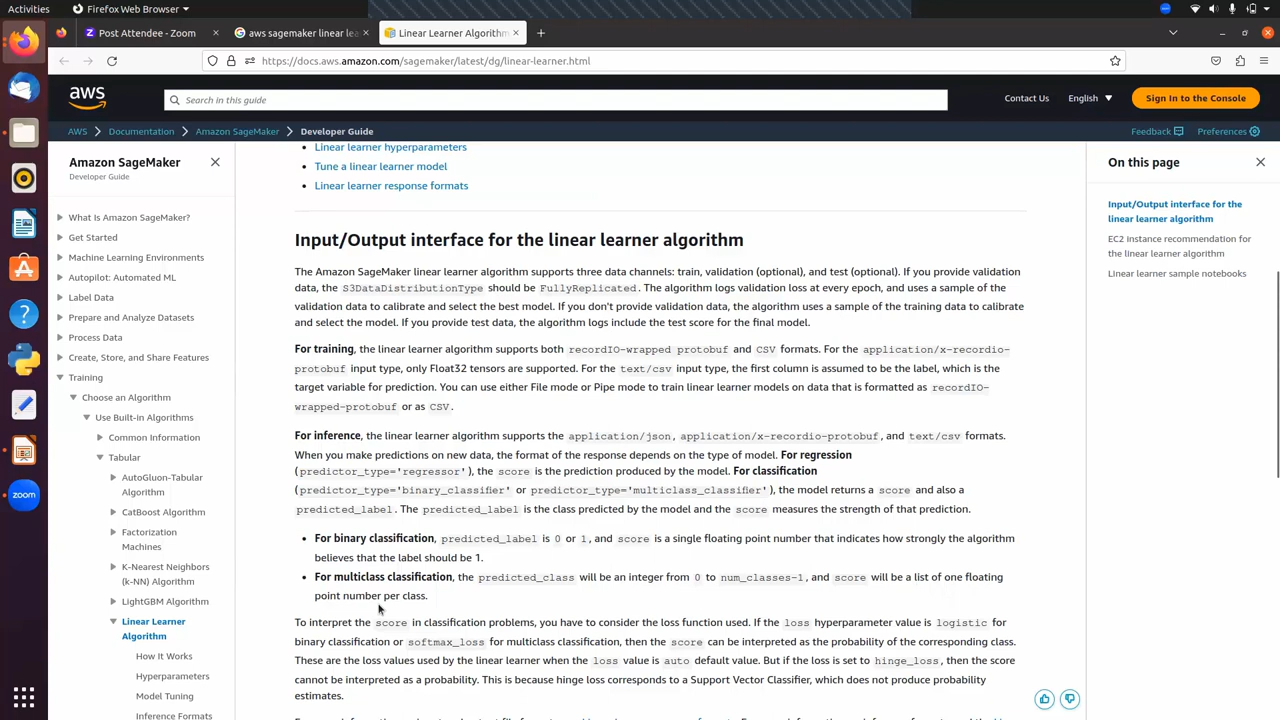 Activities
Firefox Web Browser
Post Attendee - Zoom
aws sagemaker linear le
Linear Learner Algorithm
https://docs.aws.amazon.com/sagemaker/latest/dg/linear-learner.html
aws
Search in this guide
Contact Us
English
Sign In to the Console
AWS
Documentation
Amazon SageMaker
Developer Guide
Feedback
Preferences
Amazon SageMaker
Developer Guide
What Is Amazon SageMaker?
Get Started
Machine Learning Environments
Autopilot: Automated ML
Label Data
Prepare and Analyze Datasets
Process Data
Create, Store, and Share Features
Training
Choose an Algorithm
Use Built-in Algorithms
Common Information
Tabular
AutoGluon-Tabular
Algorithm
CatBoost Algorithm
Factorization
Machines
K-Nearest Neighbors
(k-NN) Algorithm
LightGBM Algorithm
Linear Learner
Algorithm
How It Works
Hyperparameters
Model Tuning
Inference Formats
Linear learner hyperparameters
Tune a linear learner model
Linear learner response formats
Input/Output interface for the linear learner algorithm
The Amazon SageMaker linear learner algorithm supports three data channels: train, validation (optional), and test (optional). If you provide validation
data, the S3DataDistributionType should be FullyReplicated. The algorithm logs validation loss at every epoch, and uses a sample of the
validation data to calibrate and select the best model. If you don't provide validation data, the algorithm uses a sample of the training data to calibrate
and select the model. If you provide test data, the algorithm logs include the test score for the final model.
For training, the linear learner algorithm supports both recordIO-wrapped protobuf and CSV formats. For the application/x-recordio-
protobuf input type, only Float32 tensors are supported. For the text/csv input type, the first column is assumed to be the label, which is the
target variable for prediction. You can use either File mode or Pipe mode to train linear learner models on data that is formatted as recordIO-
wrapped-protobuf or as CSV.
For inference, the linear learner algorithm supports the application/json, application/x-recordio-protobuf, and text/csv formats.
When you make predictions on new data, the format of the response depends on the type of model. For regression
(predictor_type='regressor'), the score is the prediction produced by the model. For classification
(predictor_type='binary_classifier' or predictor_type='multiclass_classifier'), the model returns a score and also a
predicted_label. The predicted_label is the class predicted by the model and the score measures the strength of that prediction.
• For binary classification, predicted_label is 0 or 1, and score is a single floating point number that indicates how strongly the algorithm
believes that the label should be 1.
• For multiclass classification, the predicted_class will be an integer from 0 to num_classes-1, and score will be a list of one floating
point number per class.
To interpret the score in classification problems, you have to consider the loss function used. If the loss hyperparameter value is logistic for
binary classification or softmax_loss for multiclass classification, then the score can be interpreted as the probability of the corresponding class.
These are the loss values used by the linear learner when the loss value is auto default value. But if the loss is set to hinge_loss, then the score
cannot be interpreted as a probability. This is because hinge loss corresponds to a Support Vector Classifier, which does not produce probability
estimates.
On this page
Input/Output interface for the
linear learner algorithm
EC2 instance recommendation for
the linear learner algorithm
Linear learner sample notebooks
zoom